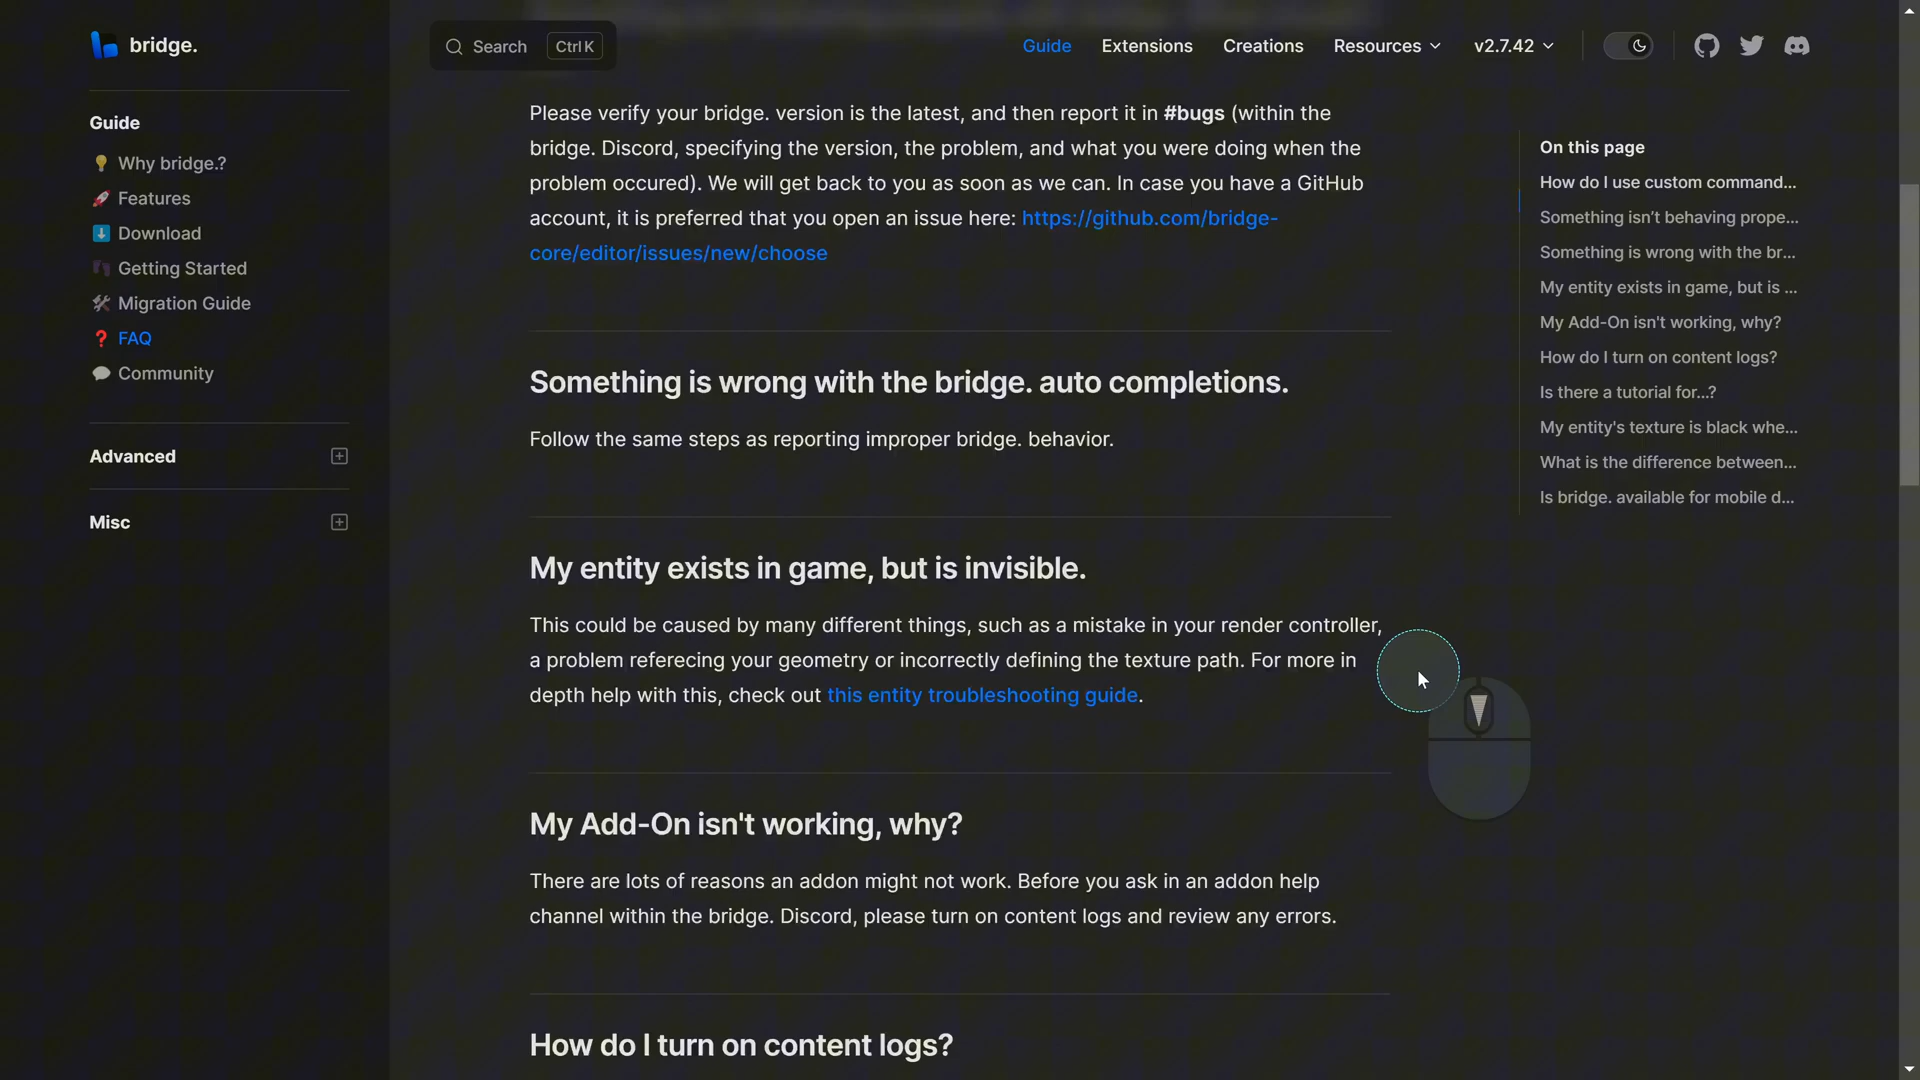 bridge.
Search
Ctrl K
Guide
Extensions
Creations
Resources
v2.7.42
Guide
Why bridge.?
Features
Download
Getting Started
Migration Guide
FAQ
Community
Advanced
Misc
Please verify your bridge. version is the latest, and then report it in #bugs (within the
bridge. Discord, specifying the version, the problem, and what you were doing when the
problem occured). We will get back to you as soon as we can. In case you have a GitHub
account, it is preferred that you open an issue here: https://github.com/bridge-
core/editor/issues/new/choose
Something is wrong with the bridge. auto completions.
Follow the same steps as reporting improper bridge. behavior.
My entity exists in game, but is invisible.
This could be caused by many different things, such as a mistake in your render controller,
a problem referecing your geometry or incorrectly defining the texture path. For more in
depth help with this, check out this entity troubleshooting guide.
My Add-On isn't working, why?
There are lots of reasons an addon might not work. Before you ask in an addon help
channel within the bridge. Discord, please turn on content logs and review any errors.
How do I turn on content logs?
On this page
How do I use custom command...
Something isn't behaving prope...
Something is wrong with the br...
My entity exists in game, but is ...
My Add-On isn't working, why?
How do I turn on content logs?
Is there a tutorial for...?
My entity's texture is black whe...
What is the difference between...
Is bridge. available for mobile d...